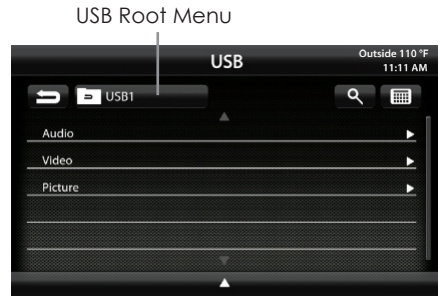 USB Root Menu
USB
Outside 110 °F
11:11 AM
USB1
Audio
Video
Picture